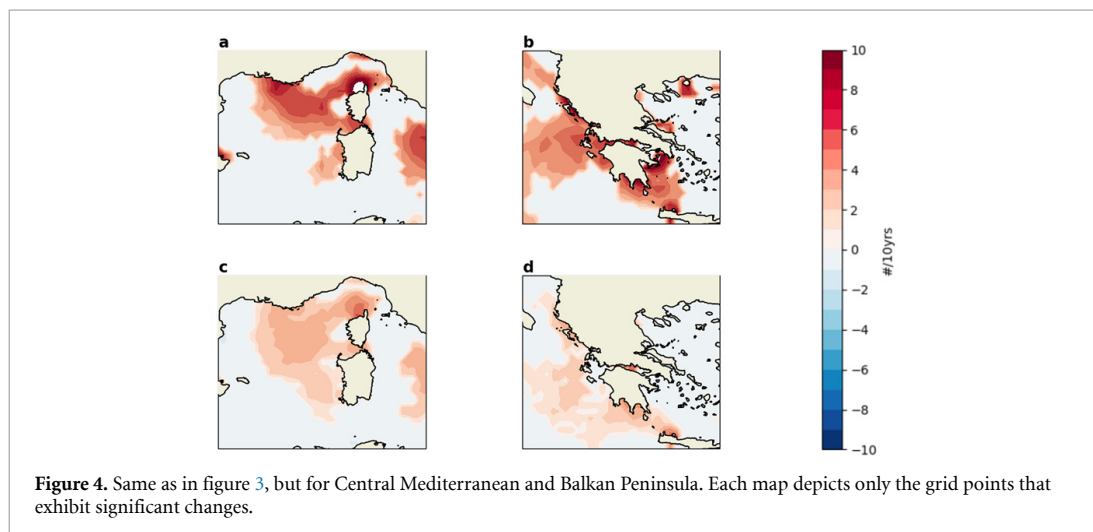 a
b
c
d
10
8
6
4
2
0
−2
−4
−6
−8
−10
#/10yrs
Figure 4. Same as in figure 3, but for Central Mediterranean and Balkan Peninsula. Each map depicts only the grid points that
exhibit significant changes.